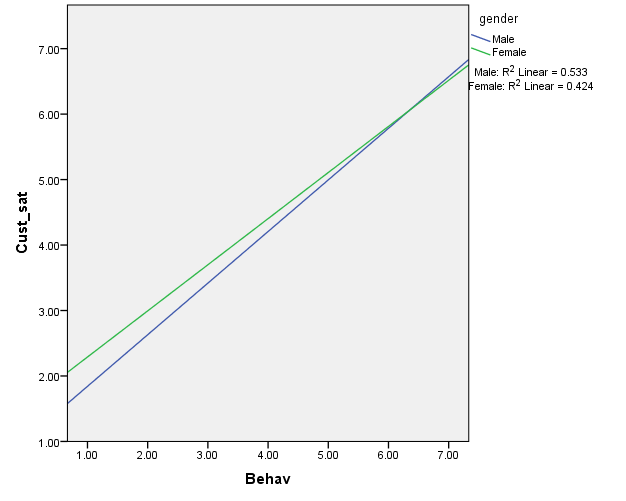 gender
Male
Female
Male: R2 Linear = 0.533
Female: R2 Linear = 0.424
7.00
6.00
5.00
4.00
3.00
2.00
1.00
Cust_sat
1.00 2.00 3.00 4.00 5.00 6.00 7.00
Behav